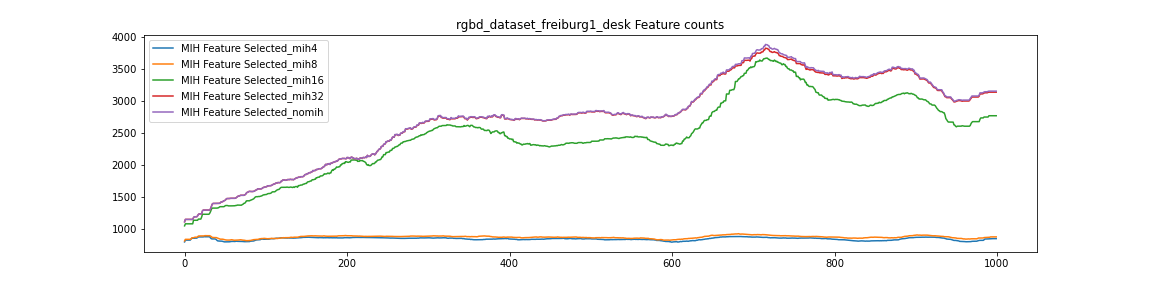 rgbd_dataset_freiburg1_desk Feature counts
MIH Feature Selected_mih4
MIH Feature Selected_mih8
MIH Feature Selected_mih16
MIH Feature Selected_mih32
MIH Feature Selected_nomih
4000
3500
3000
2500
2000
1500
1000
0 200 400 600 800 1000